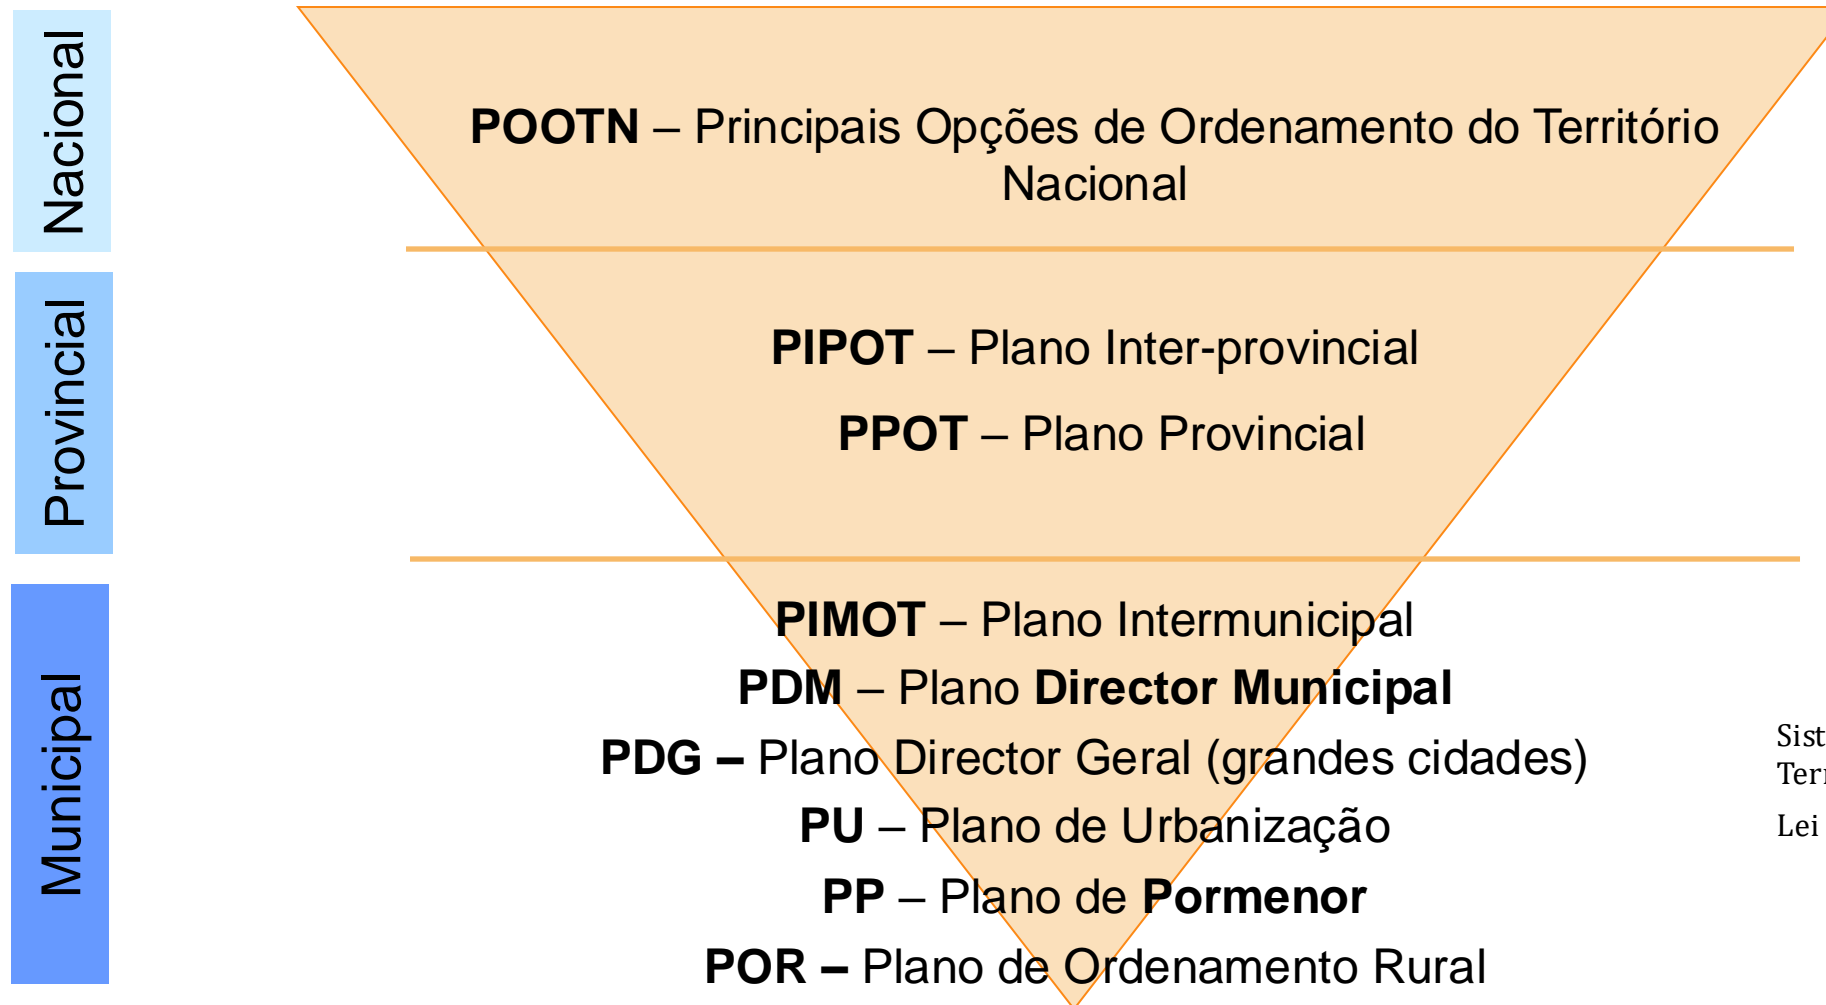 Nacional
POOTN – Principais Opções de Ordenamento do Território
Nacional
Provincial
PIPOT – Plano Inter-provincial
PPOT – Plano Provincial
Municipal
PIMOT – Plano Intermunicipal
PDM – Plano Director Municipal
PDG – Plano Director Geral (grandes cidades)
PU – Plano de Urbanização
PP – Plano de Pormenor
POR – Plano de Ordenamento Rural
Lei